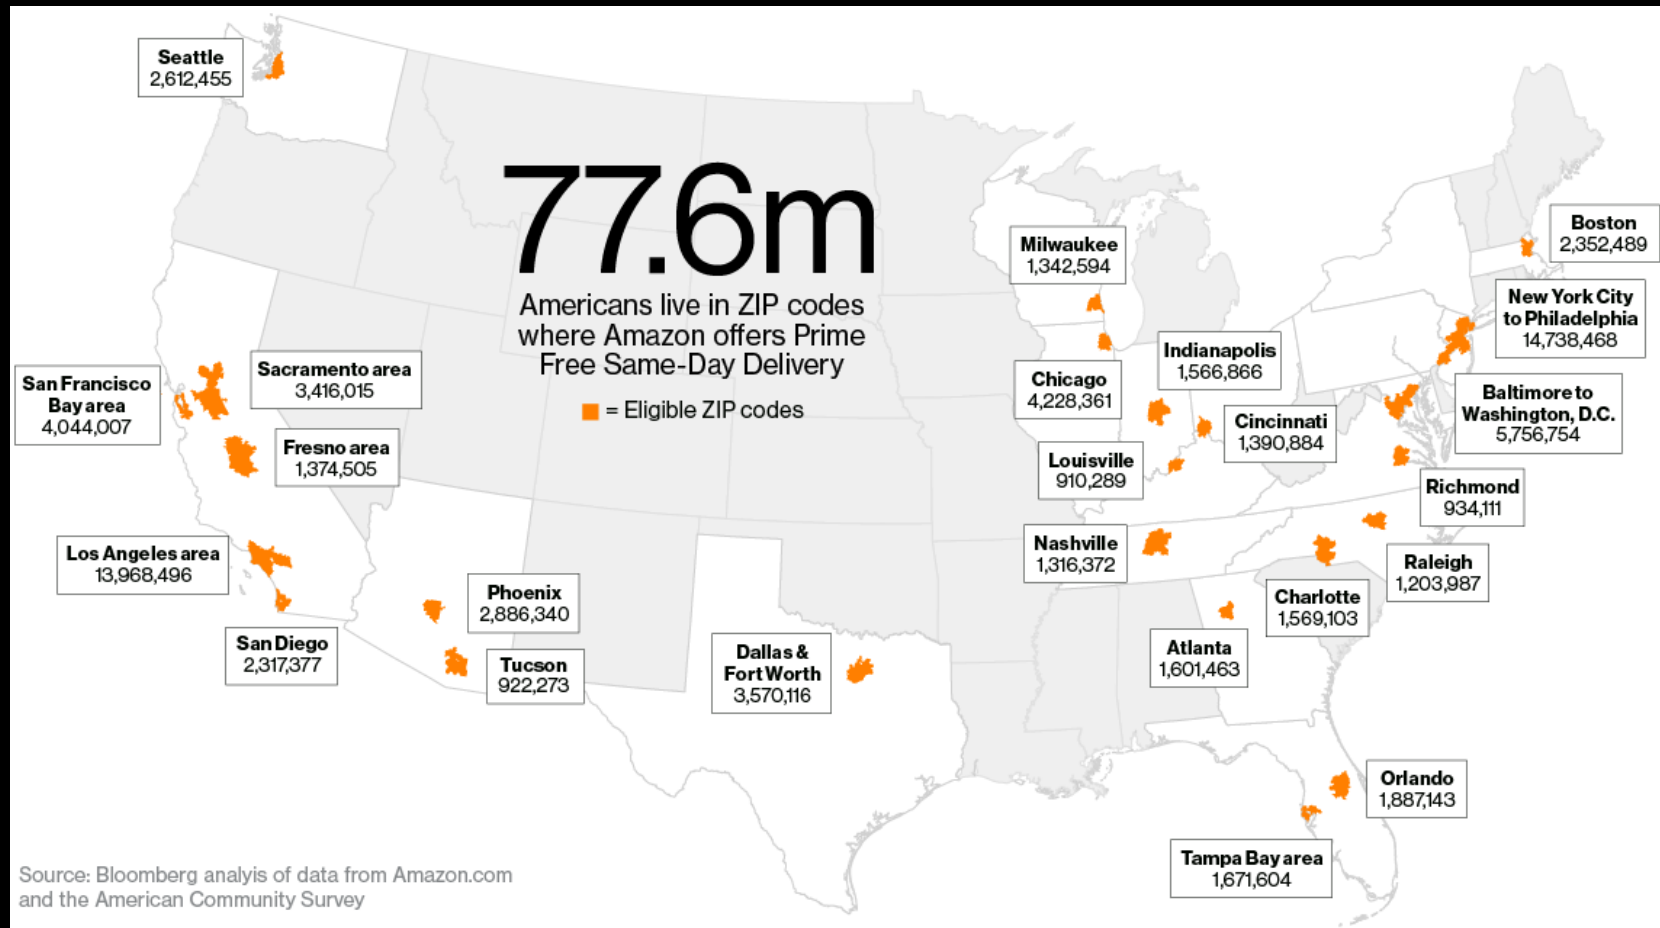 Seattle
2,612,455
77.6m
Americans live in ZIP codes
where Amazon offers Prime
Free Same-Day Delivery
= Eligible ZIP codes
Milwaukee
1,342,594
Boston
2,352,489
New York City
to Philadelphia
14,738,468
Indianapolis
1,566,866
Chicago
4,228,361
San Francisco
Bay area
4,044,007
Sacramento area
3,416,015
Baltimore to
Washington, D.C.
5,756,754
Cincinnati
1,390,884
Fresno area
1,374,505
Louisville
910,289
Richmond
934,111
Nashville
1,316,372
Los Angeles area
13,968,496
Raleigh
1,203,987
Phoenix
2,886,340
Charlotte
1,569,103
San Diego
2,317,377
Tucson
922,273
Dallas &
Fort Worth
3,570,116
Atlanta
1,601,463
Orlando
1,887,143
Tampa Bay area
1,671,604
Source: Bloomberg analyis of data from Amazon.com
and the American Community Survey